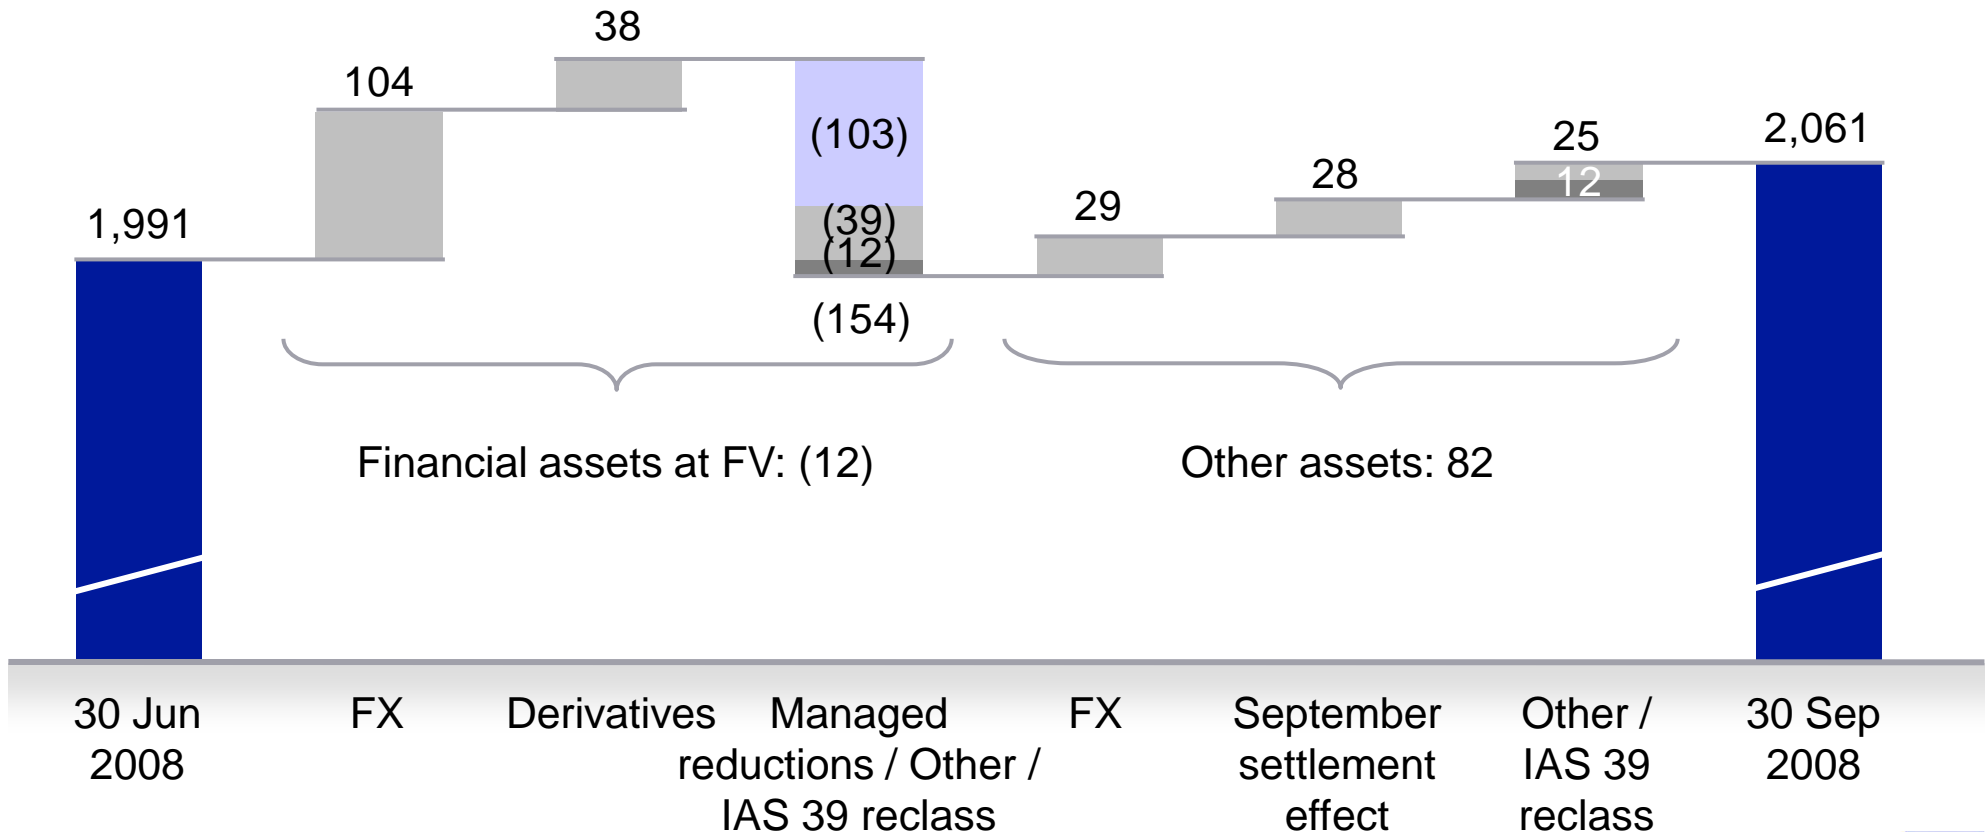 38
104
(103)
25
2,061
12
28
1,991
29
(39)
(12)
(154)
Financial assets at FV: (12)
Other assets: 82
30 Jun
2008
FX
Derivatives
Managed
reductions / Other /
IAS 39 reclass
FX
September
settlement
effect
Other /
IAS 39
reclass
30 Sep
2008